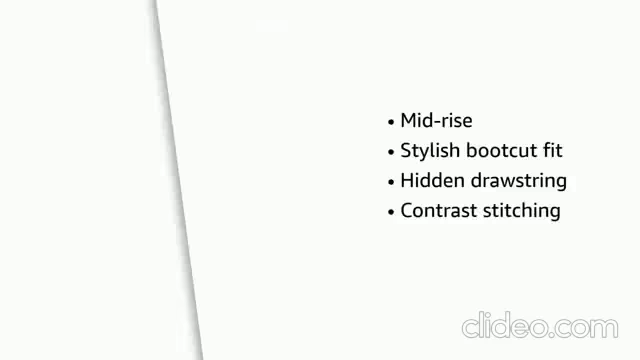 • Mid-rise
• Stylish bootcut fit
• Hidden drawstring
• Contrast stitching
clideo.com